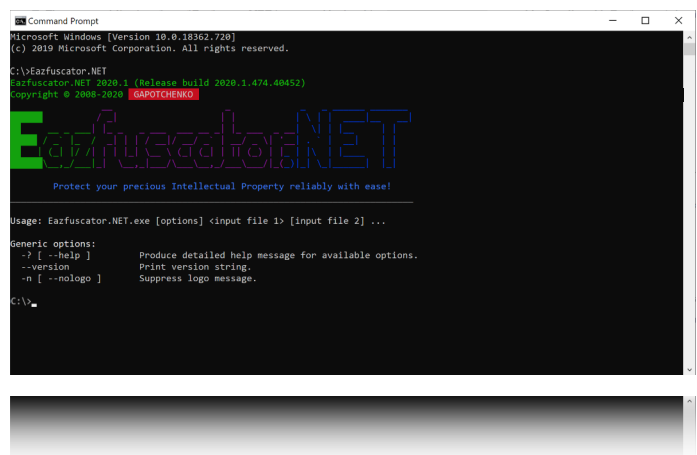 Command Prompt
Microsoft Windows [Version 10.0.18362.720]
(c) 2019 Microsoft Corporation. All rights reserved.
C:\>Eazfuscator.NET
Eazfuscator.NET 2020.1 (Release build 2020.1.474.40452)
Copyright © 2008-2020 GAPOTCHENKO
Eazfuscator.NET
Protect your precious Intellectual Property reliably with ease!
Usage: Eazfuscator.NET.exe [options] <input file 1> [input file 2] ...
Generic options:
-? [ --help ] Produce detailed help message for available options.
--version Print version string.
-n [ --nologo ] Suppress logo message.
C:\>